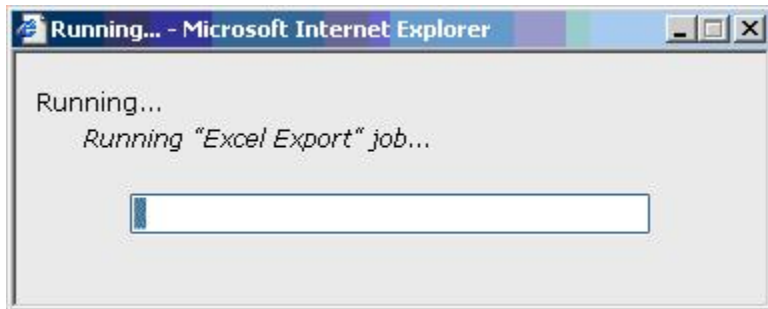 Running... - Microsoft Internet Explorer
Running...
Running “Excel Export“ job...